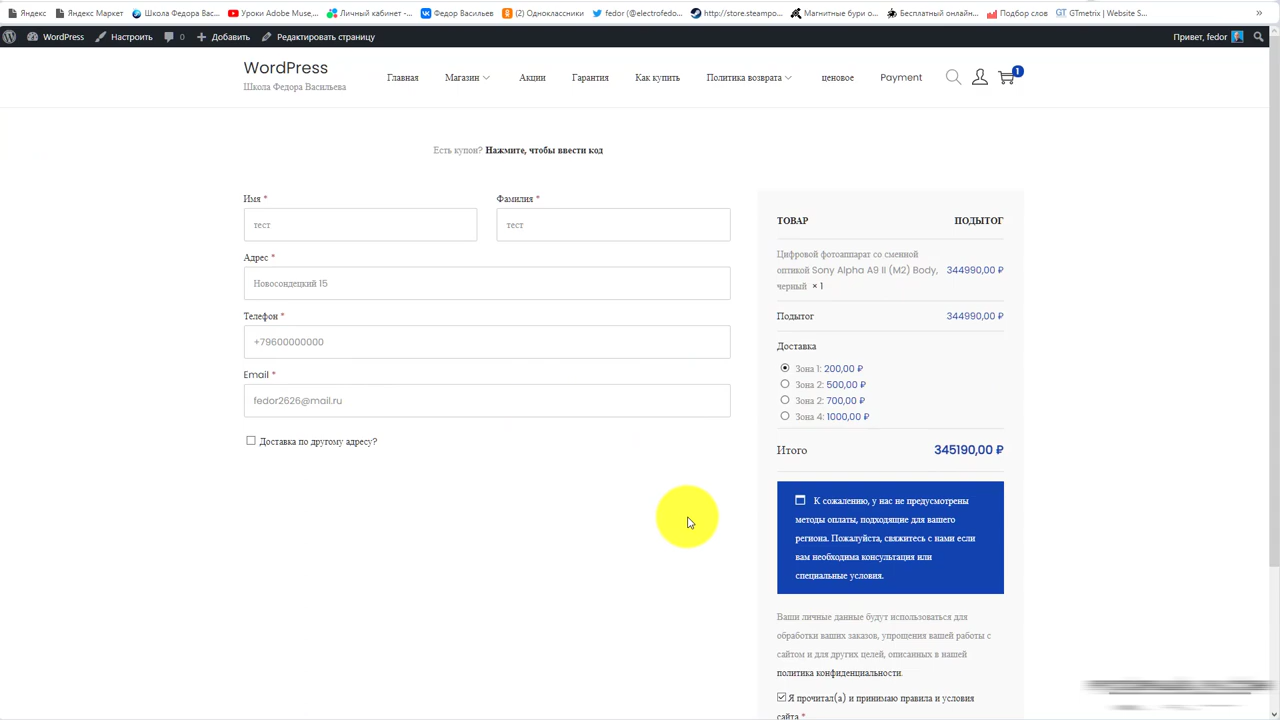 Яндекс
Яндекс Маркет
Школа Федора Вас...
Уроки Adobe Muse,...
Личный кабинет -...
Федор Васильев
(2) Одноклассники
fedor (@electrofedo...
http://store.steampo...
Магнитные буры о...
Бесплатный онлай...
Подбор слов
GTmetrix | Website S...
»
WordPress
Настроить
0
Добавить
Редактировать страницу
Привет, fedor
WordPress
Школа Федора Васильева
Главная
Магазин
Акции
Гарантия
Как купить
Политика возврата
ценовое
Payment
1
Есть купон? Нажмите, чтобы ввести код
Имя *
Фамилия *
тест
тест
Адрес *
Новосондецкий 15
Телефон *
+79600000000
Email *
fedor2626@mail.ru
Доставка по другому адресу?
ТОВАР
ПОДЫТОГ
Цифровой фотоаппарат со сменной
оптикой Sony Alpha A9 II (M2) Body,
черный × 1
344990,00 ₽
Подытог
344990,00 ₽
Доставка
Зона 1: 200,00 ₽
Зона 2: 500,00 ₽
Зона 2: 700,00 ₽
Зона 4: 1000,00 ₽
Итого
345190,00 ₽
К сожалению, у нас не предусмотрены
методы оплаты, подходящие для вашего
региона. Пожалуйста, свяжитесь с нами если
вам необходима консультация или
специальные условия.
Ваши личные данные будут использоваться для
обработки ваших заказов, упрощения вашей работы с
сайтом и для других целей, описанных в нашей
политика конфиденциальности.
Я прочитал(а) и принимаю правила и условия
сайта *